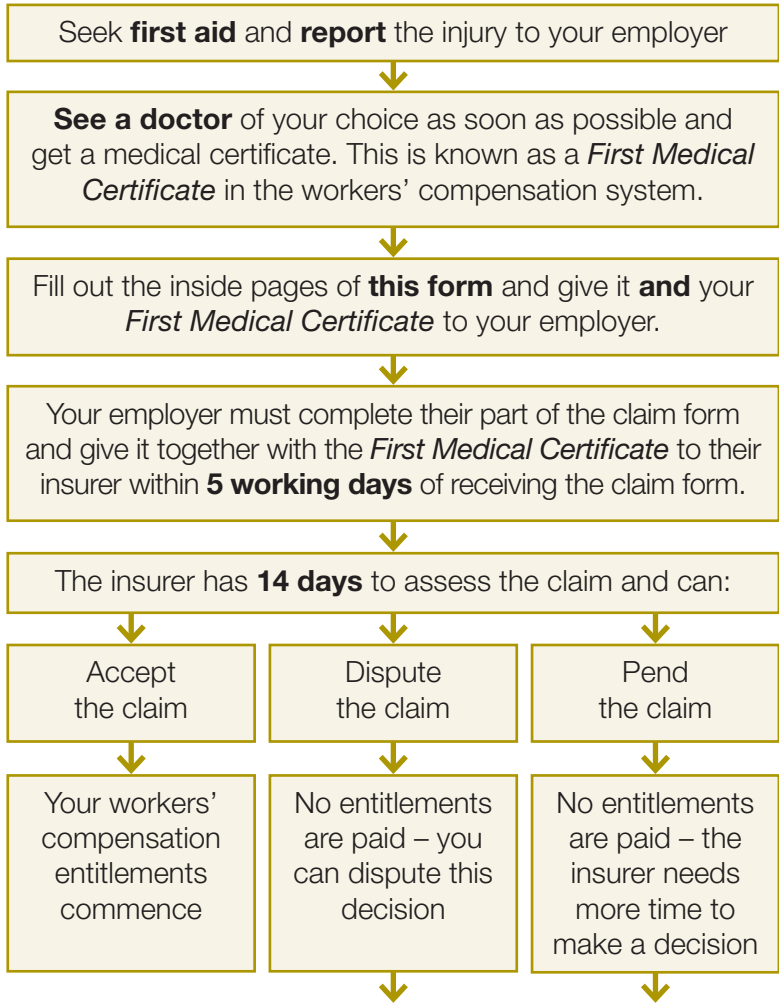 Seek first aid and report the injury to your employer
See a doctor of your choice as soon as possible and
get a medical certificate. This is known as a First Medical
Certificate in the workers’ compensation system.
Fill out the inside pages of this form and give it and your
First Medical Certificate to your employer.
Your employer must complete their part of the claim form
and give it together with the First Medical Certificate to their
insurer within 5 working days of receiving the claim form.
The insurer has 14 days to assess the claim and can:
Accept
the claim
Dispute
the claim
Pend
the claim
Your workers’
compensation
entitlements
commence
No entitlements
are paid – you
can dispute this
decision
No entitlements
are paid – the
insurer needs
more time to
make a decision